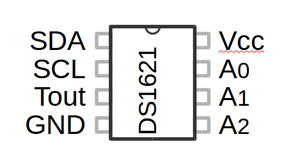 SDA
SCL
Tout
GND
DS1621
Vcc
A0
A1
A2